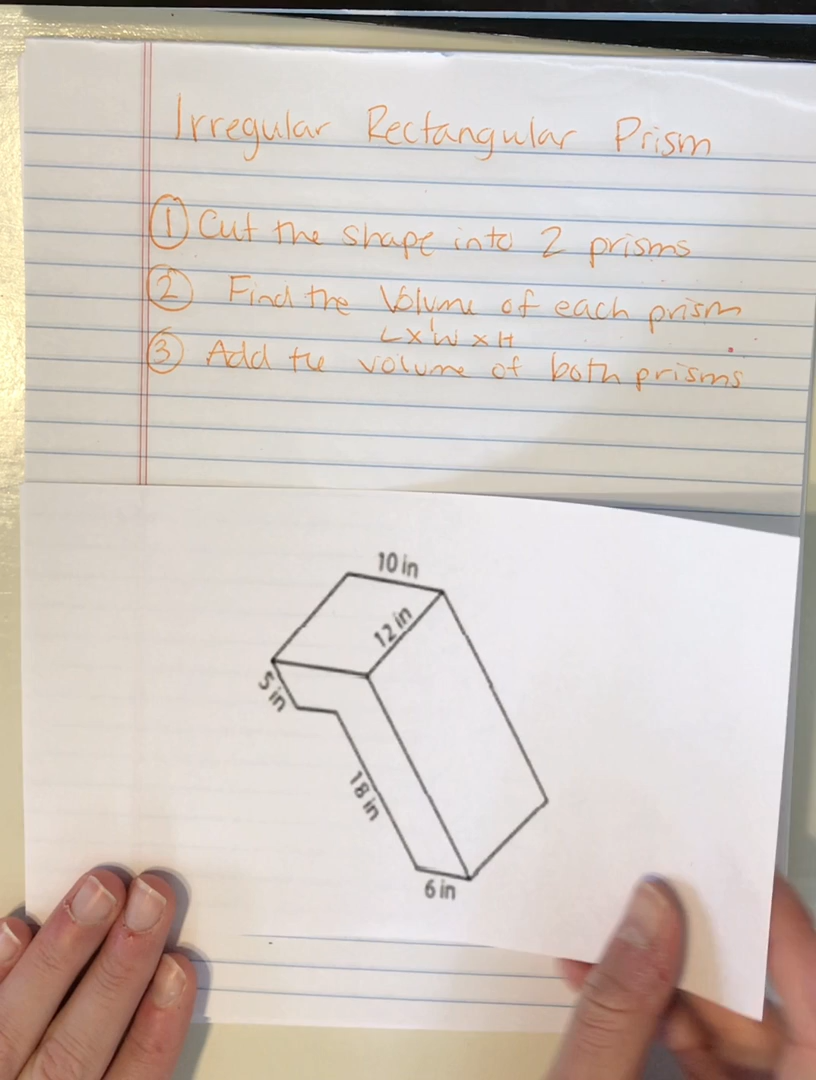 Irregular Rectangular Prism
① Cut the shape into 2 prisms
② Find the Volume of each prism
L x W x H
③ Add the volume of both prisms
10 in
12 in
5 in
18 in
6 in